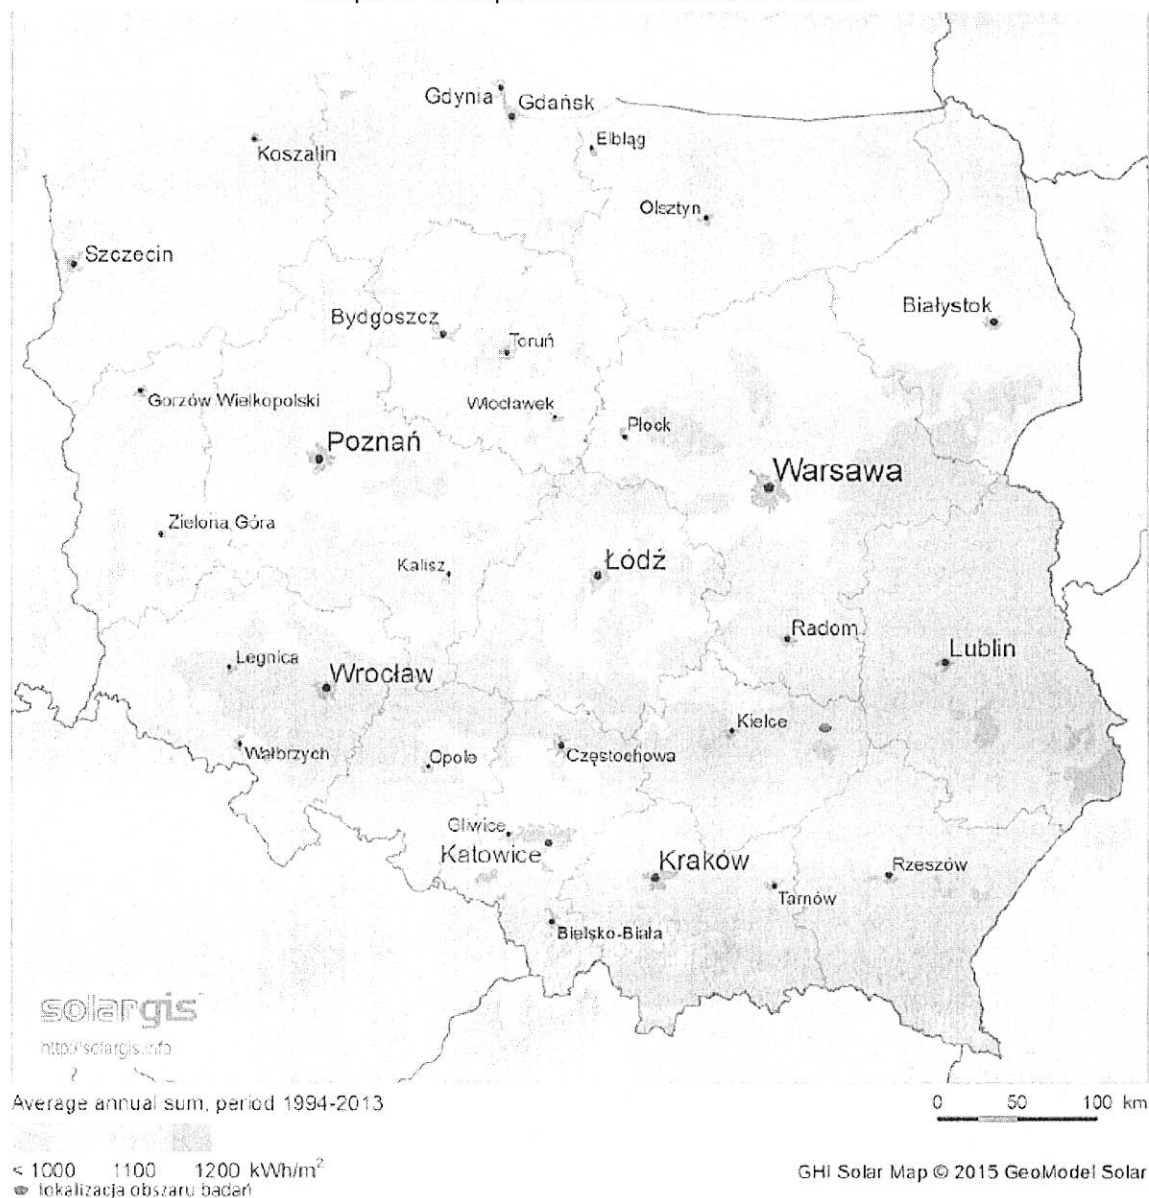 Gdynia
Gdańsk
Elbląg
Koszalin
Olsztyn
Szczecin
Białystok
Bydgoszcz
Toruń
Gorzów Wielkopolski
Włocławek
Płock
Poznań
Warsawa
Zielona Góra
Kalisz
Łódź
Radom
Legnica
Lublin
Wrocław
Kielce
Wałbrzych
Opole
Częstochowa
Gliwice
Katowice
Kraków
Rzeszów
Tarnów
Bielsko-Biała
solargis
http://solargis.info
Average annual sum, period 1994-2013
0 50 100 km
< 1000 1100 1200 kWh/m²
GHI Solar Map © 2015 GeoModel Solar
lokalizacja obszaru badań